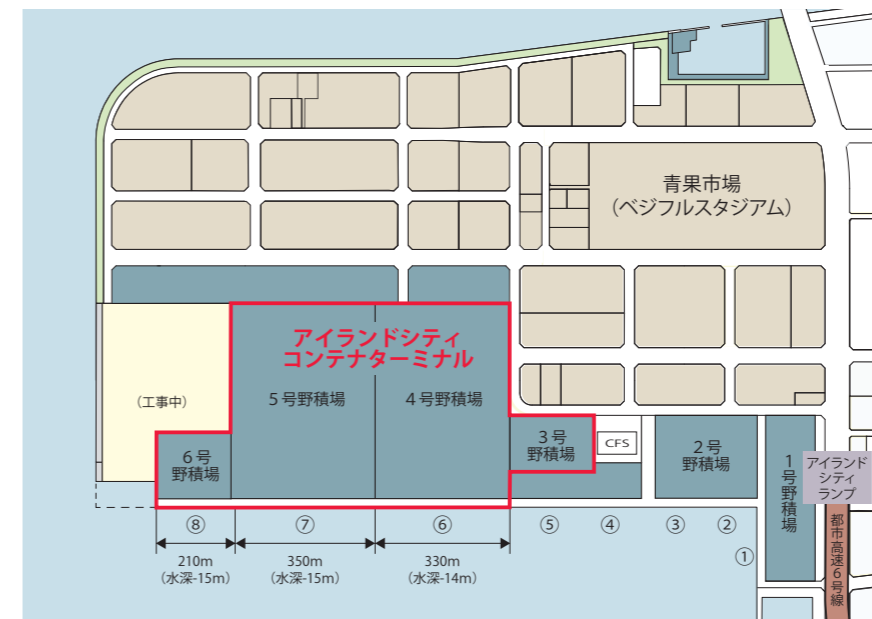 青果市場
(ベジフルスタジアム)
アイランドシティ
コンテナターミナル
(工事中)
5号野積場
4号野積場
3号
野積場
CFS
2号
野積場
1号野積場
アイランド
シティ
ランプ
6号
野積場
都市高速6号線
⑧
⑦
⑥
⑤
④
③
②
①
210m
(水深-15m)
350m
(水深-15m)
330m
(水深-14m)